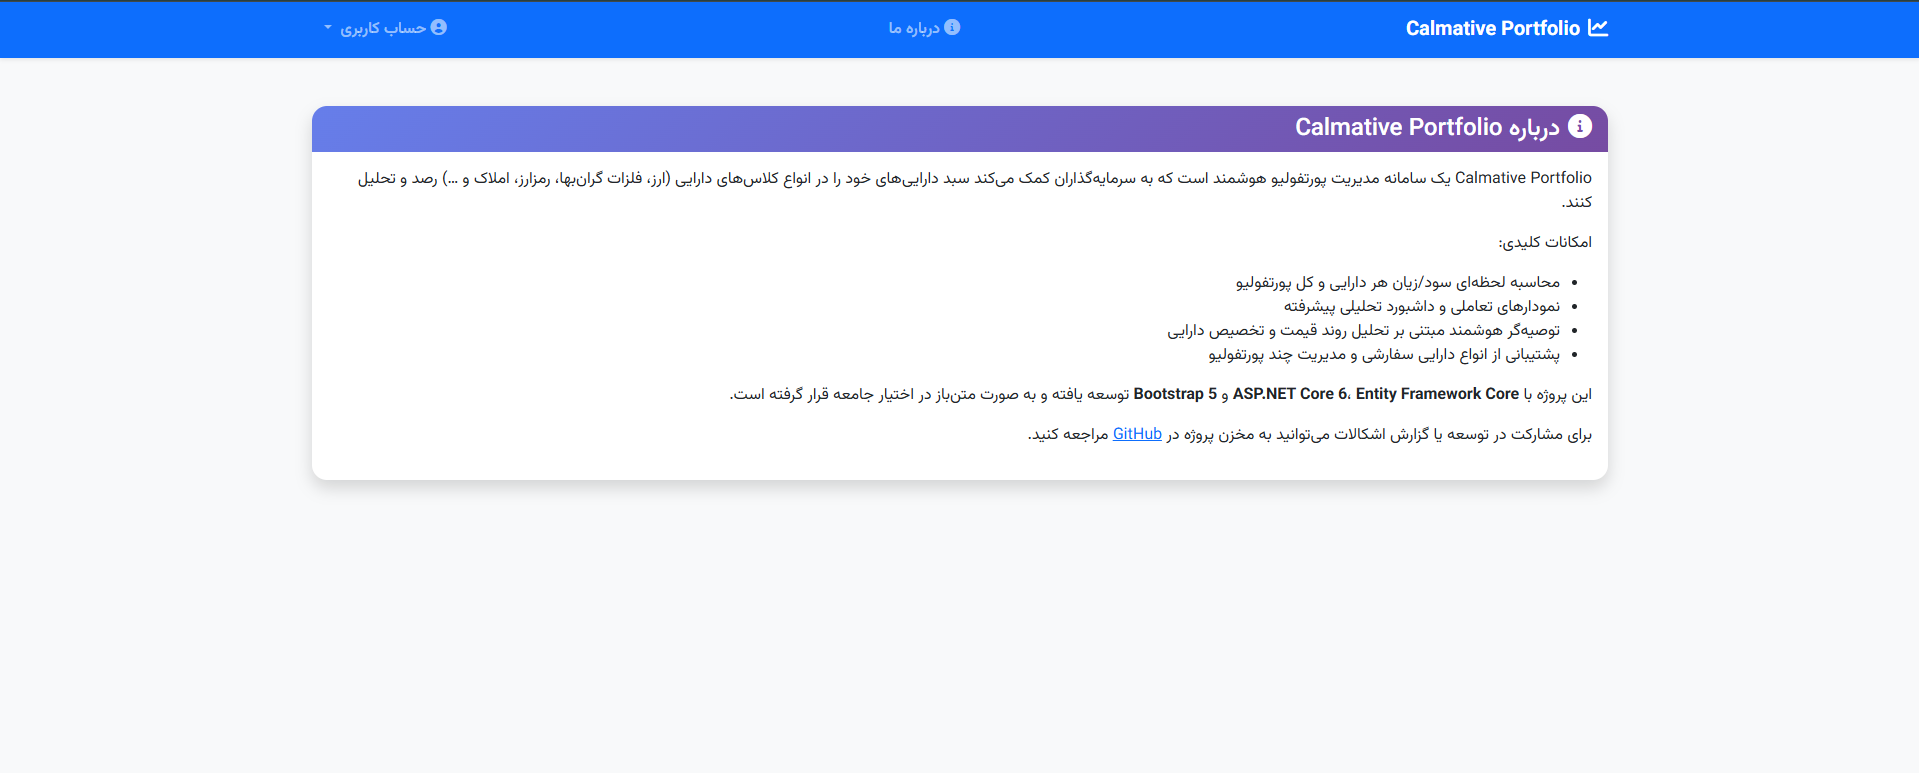 Calmative Portfolio
درباره ما
حساب کاربری
درباره Calmative Portfolio
Calmative Portfolio یک سامانه مدیریت پورتفولیو هوشمند است که به سرمایه‌گذاران کمک می‌کند سبد دارایی‌های خود را در انواع کلاس‌های دارایی (ارز، فلزات گران‌بها، رمزارز، املاک و ...) رصد و تحلیل
کنند.
امکانات کلیدی:
• محاسبه لحظه‌ای سود/زیان هر دارایی و کل پورتفولیو
• نمودارهای تعاملی و داشبورد تحلیلی پیشرفته
• توصیه‌گر هوشمند مبتنی بر تحلیل روند قیمت و تخصیص دارایی
• پشتیبانی از انواع دارایی سفارشی و مدیریت چند پورتفولیو
این پروژه با ASP.NET Core 6، Entity Framework Core و Bootstrap 5 توسعه یافته و به صورت متن‌باز در اختیار جامعه قرار گرفته است.
برای مشارکت در توسعه یا گزارش اشکالات می‌توانید به مخزن پروژه در GitHub مراجعه کنید.